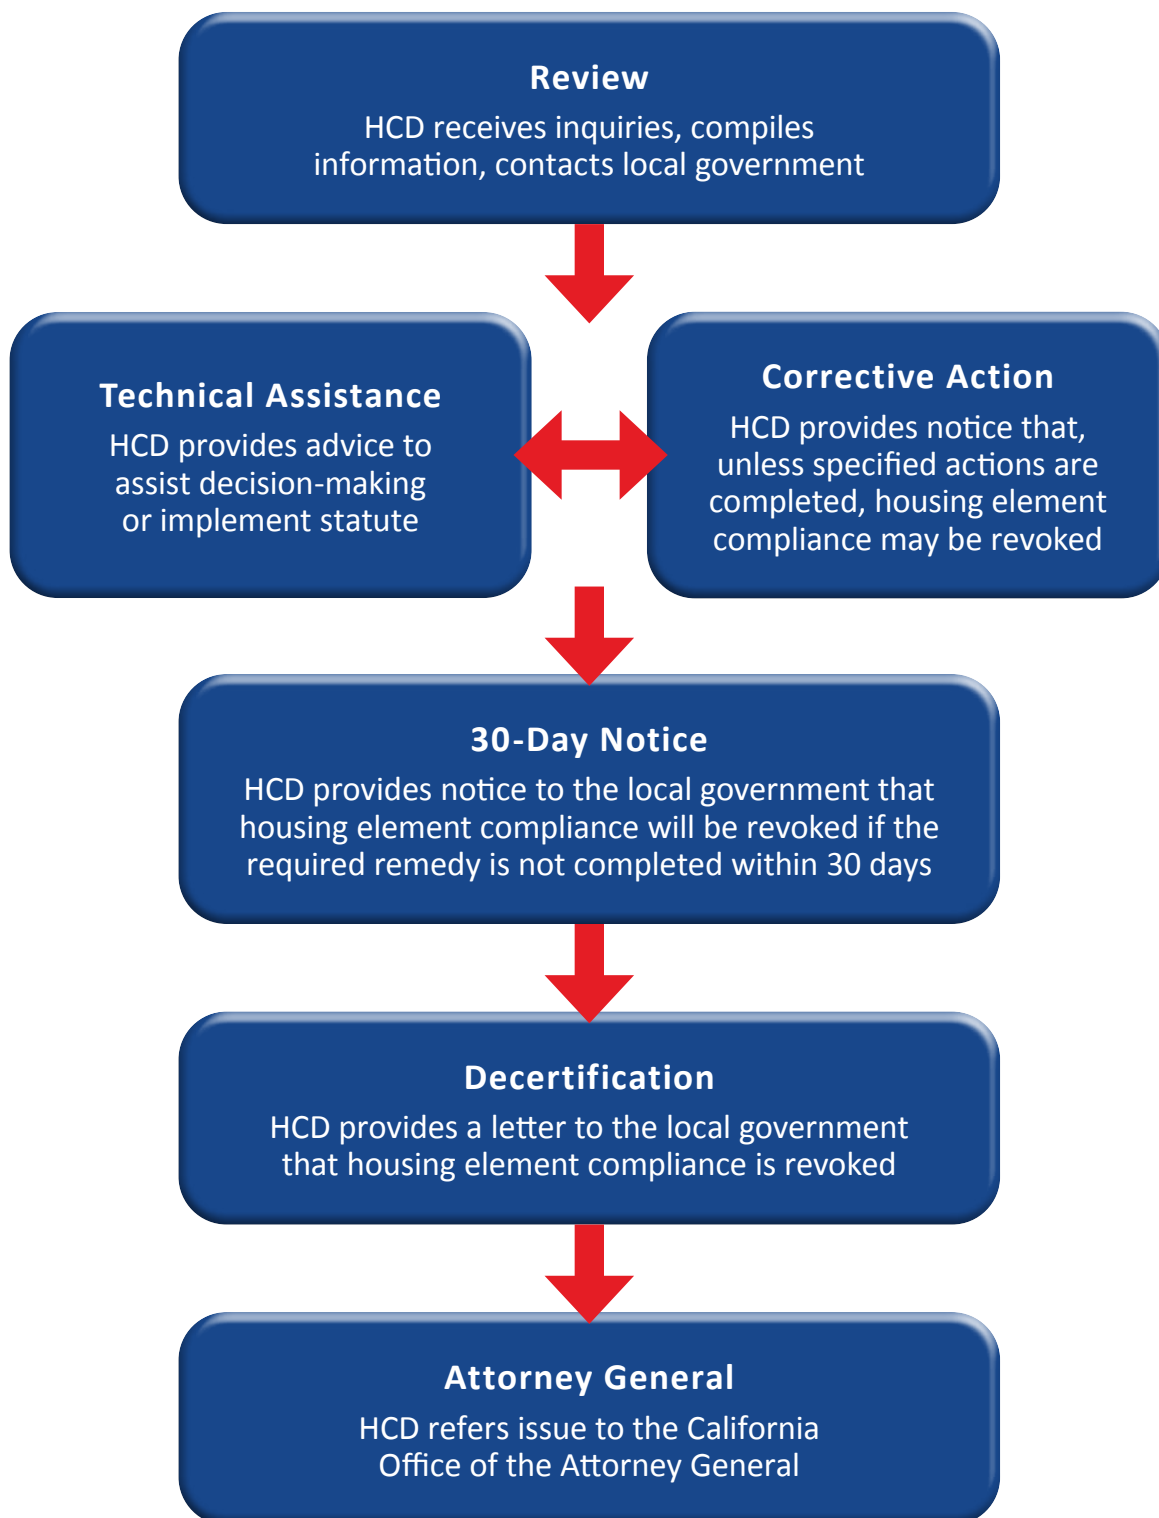 Review
HCD receives inquiries, compiles
information, contacts local government
Technical Assistance
HCD provides advice to
assist decision-making
or implement statute
Corrective Action
HCD provides notice that,
unless specified actions are
completed, housing element
compliance may be revoked
30-Day Notice
HCD provides notice to the local government that
housing element compliance will be revoked if the
required remedy is not completed within 30 days
Decertification
HCD provides a letter to the local government
that housing element compliance is revoked
Attorney General
HCD refers issue to the California
Office of the Attorney General